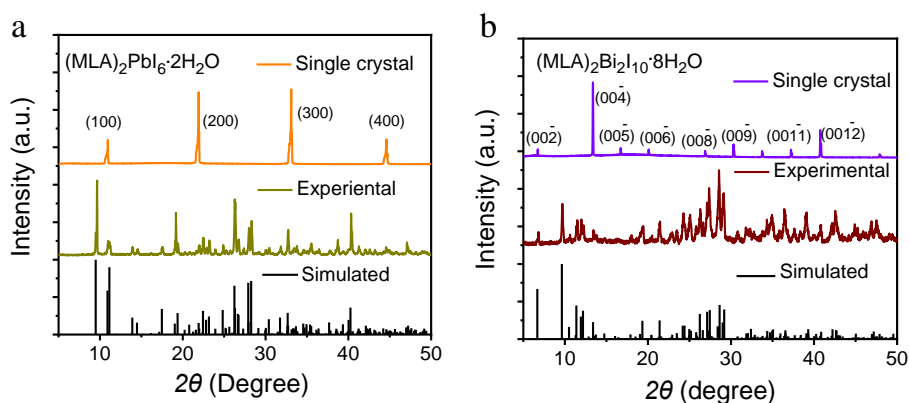 a
(MLA)₂PbI₆·2H₂O
Single crystal
(100)
(200)
(300)
(400)
Experiental
Simulated
Intensity (a.u.)
10 20 30 40 50
2θ (Degree)
b
(MLA)₂Bi₂I₁₀·8H₂O
Single crystal
(002̄)
(004̄)
(005̄)
(006̄)
(008̄)
(009̄)
(0011̄)
(0012̄)
Experimental
Simulated
Intensity (a.u.)
10 20 30 40 50
2θ (degree)